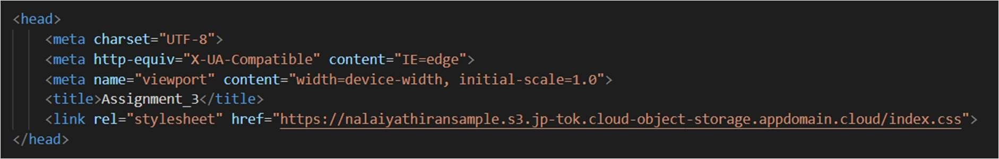 <head>
<meta charset="UTF-8">
<meta http-equiv="X-UA-Compatible" content="IE=edge">
<meta name="viewport" content="width=device-width, initial-scale=1.0">
<title>Assignment_3</title>
<link rel="stylesheet" href="https://nalaiyathiransample.s3.jp-tok.cloud-object-storage.appdomain.cloud/index.css">
</head>